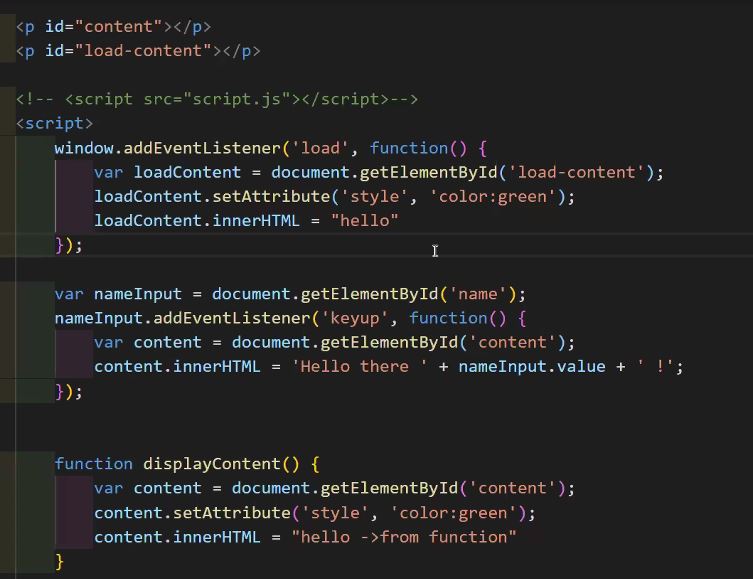 <p id="content"></p>
<p id="load-content"></p>
<!-- <script src="script.js"></script>-->
<script>
window.addEventListener('load', function() {
var loadContent = document.getElementById('load-content');
loadContent.setAttribute('style', 'color:green');
loadContent.innerHTML = "hello"
});
var nameInput = document.getElementById('name');
nameInput.addEventListener('keyup', function() {
var content = document.getElementById('content');
content.innerHTML = 'Hello there ' + nameInput.value + ' !';
});
function displayContent() {
var content = document.getElementById('content');
content.setAttribute('style', 'color:green');
content.innerHTML = "hello ->from function"
}